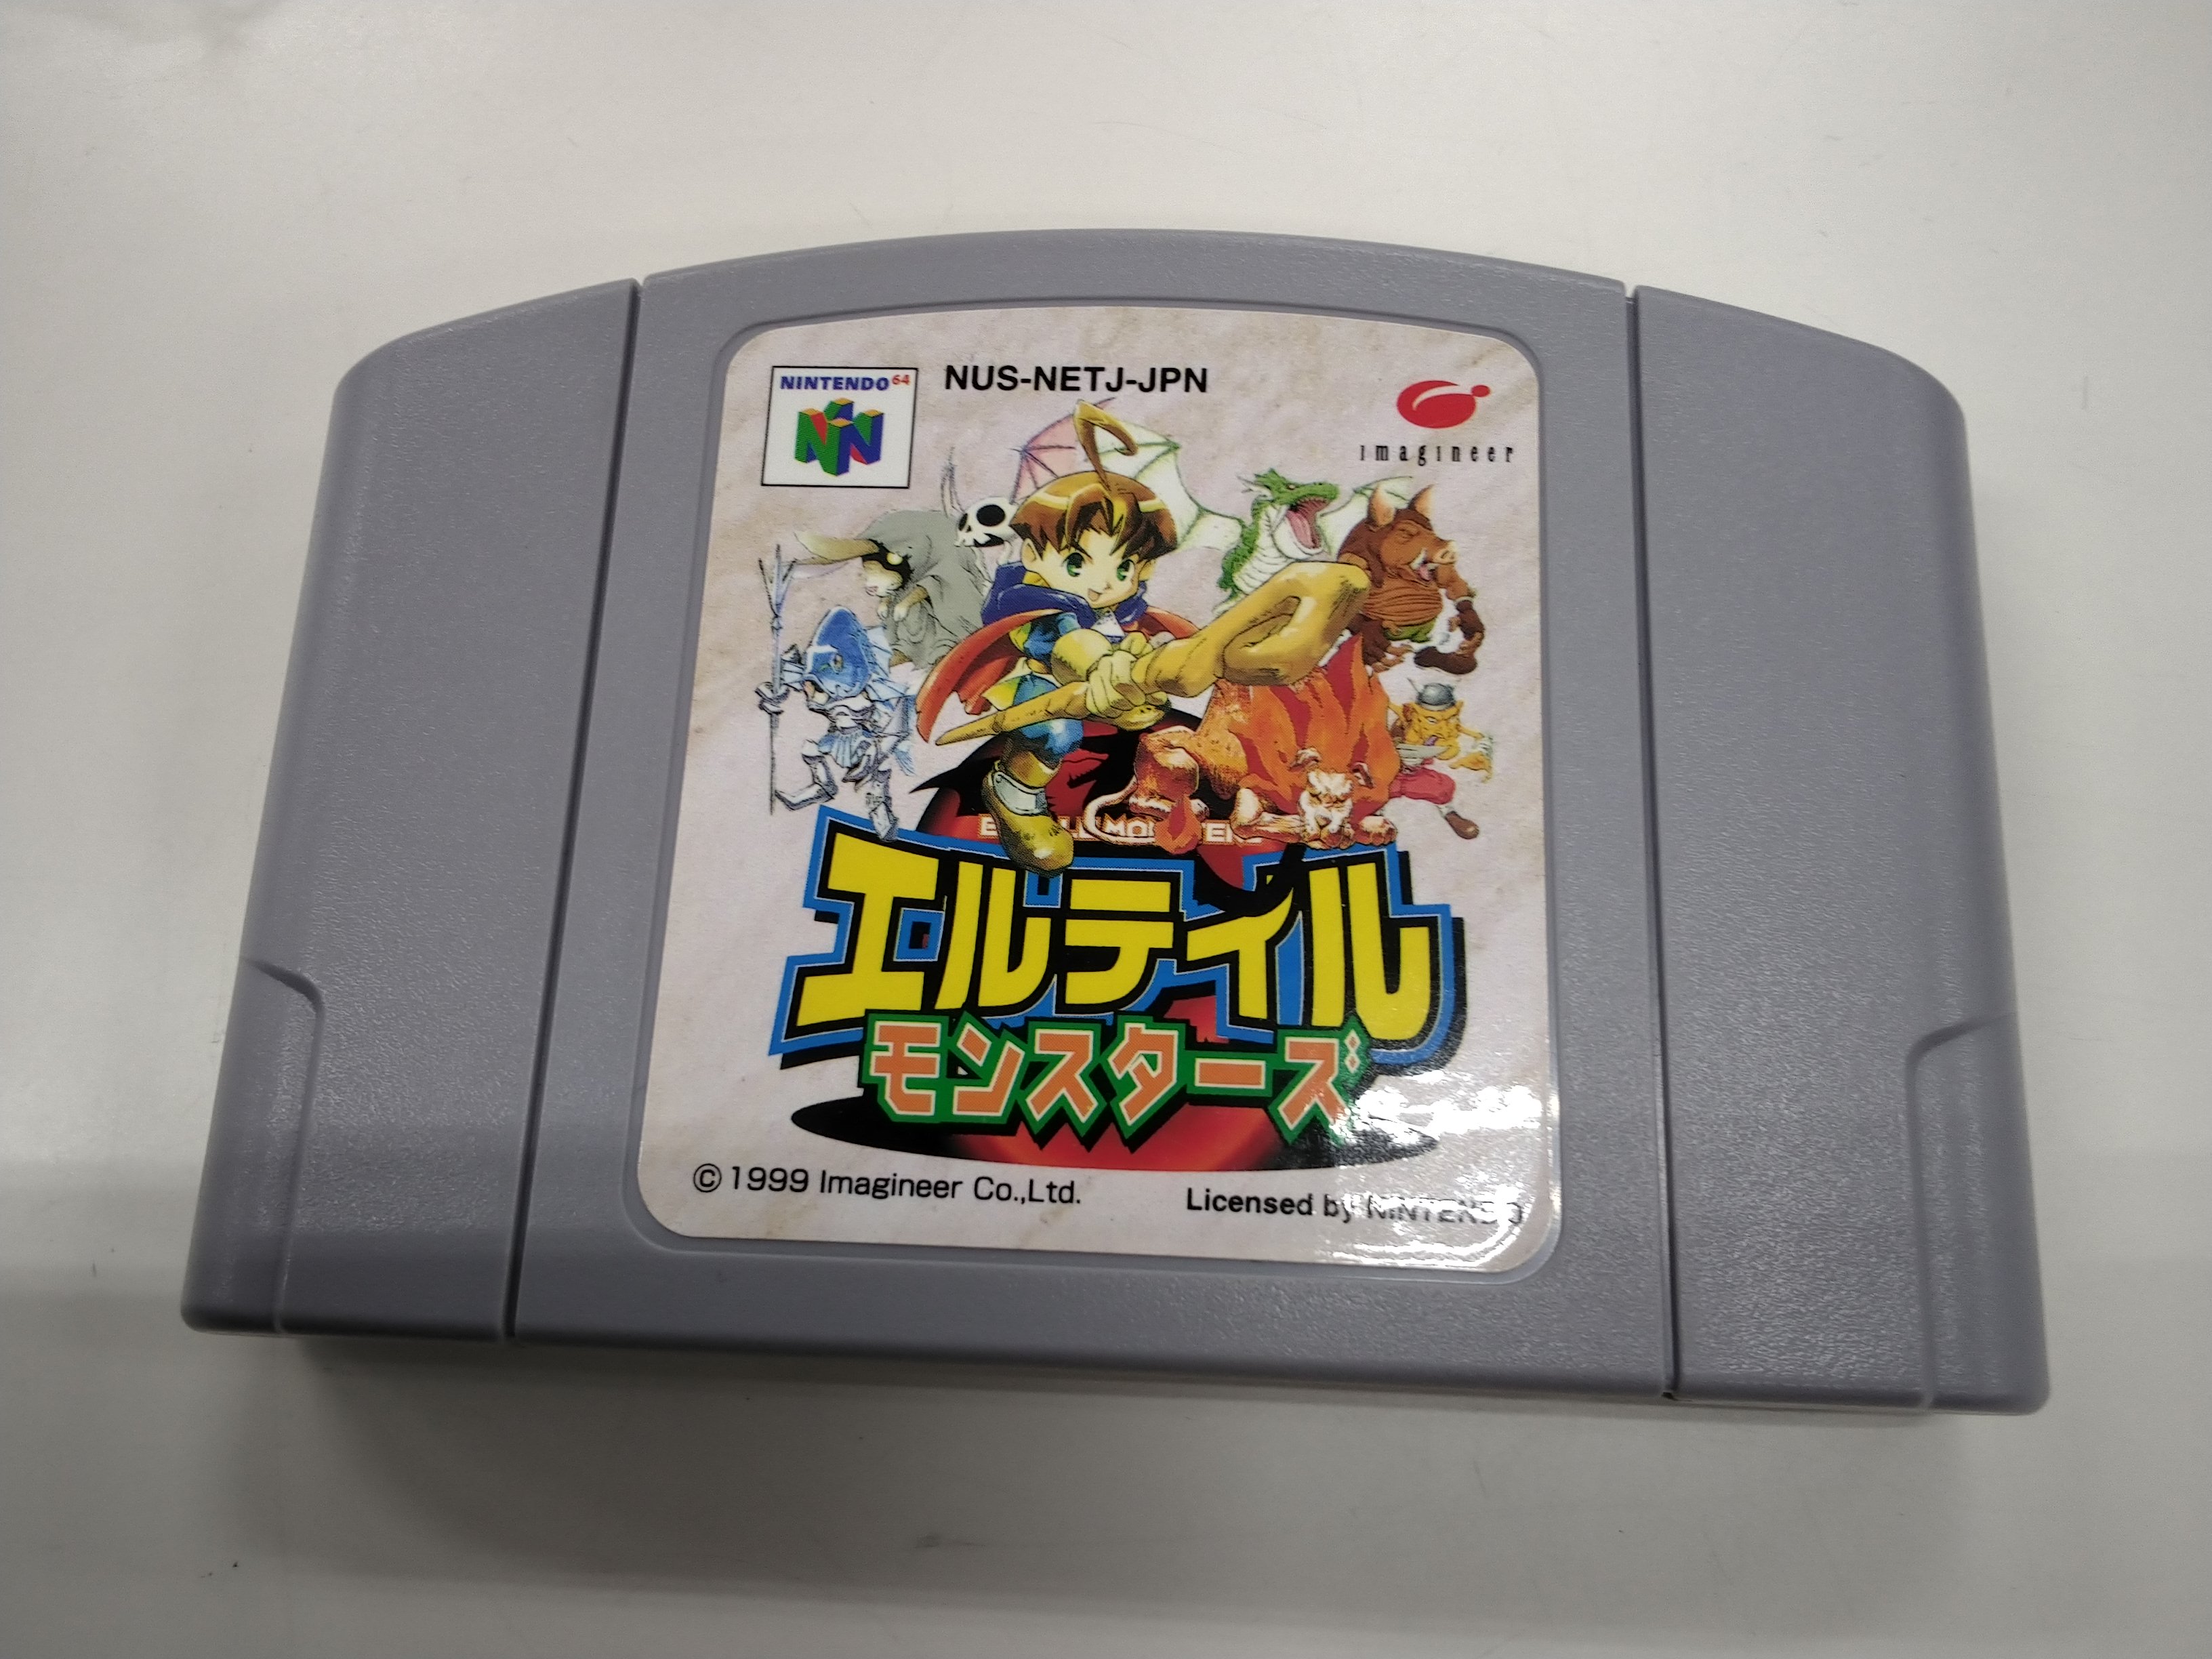 NINTENDO64
NUS-NETJ-JPN
imagineer
エルテイル
モンスターズ
©1999 Imagineer Co.,Ltd.
Licensed by NINTENDO